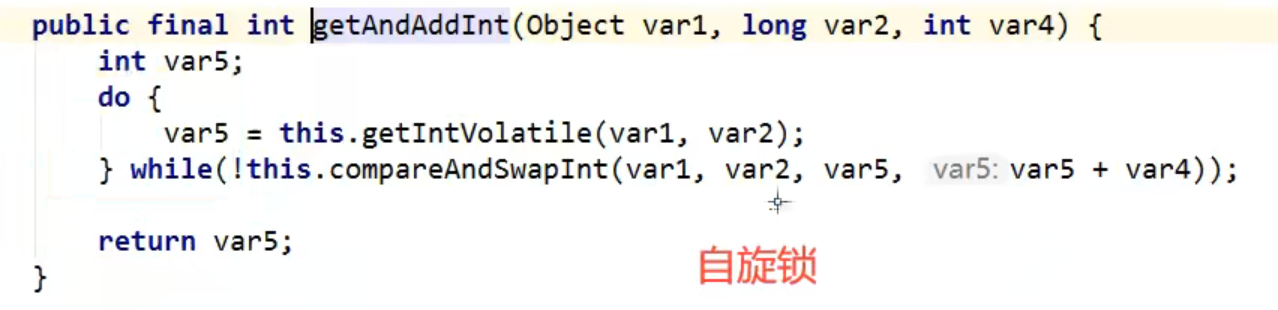 public final int getAndAddInt(Object var1, long var2, int var4) {
int var5;
do {
var5 = this.getIntVolatile(var1, var2);
} while(!this.compareAndSwapInt(var1, var2, var5, var5: var5 + var4));
return var5;
自旋锁
}